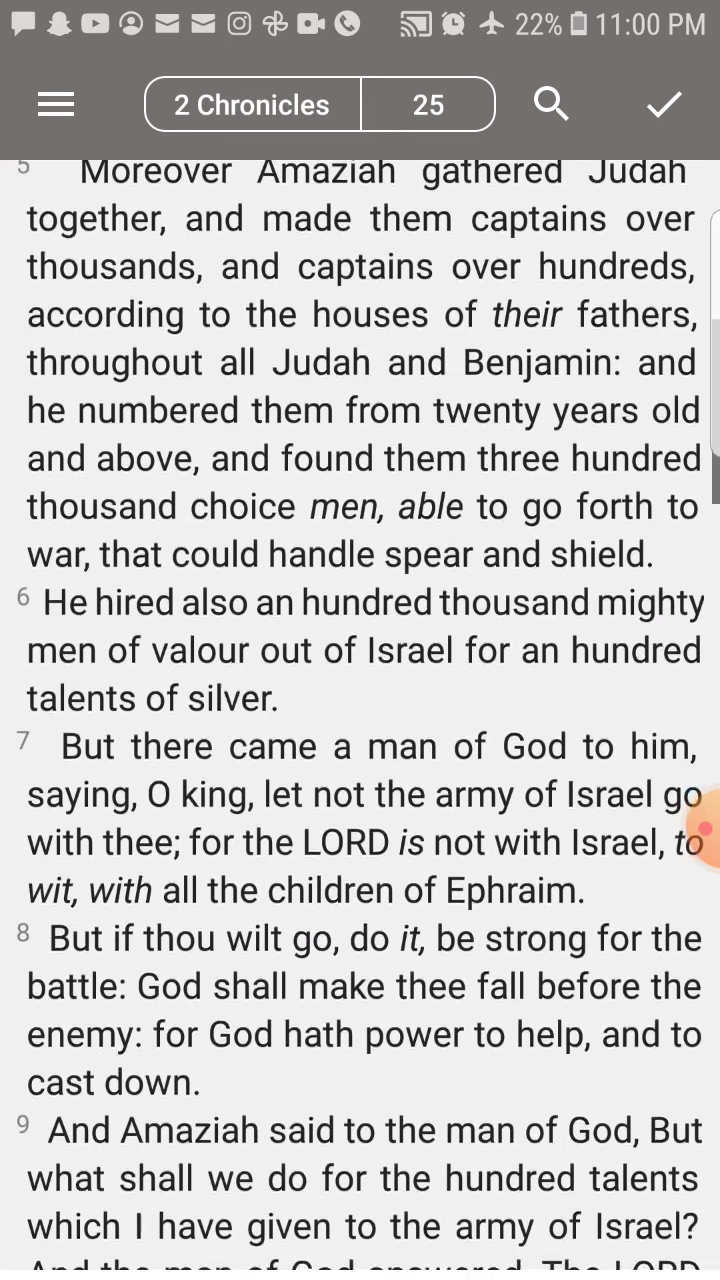 22% 11:00 PM
2 Chronicles 25
5 Moreover Amaziah gathered Judah
together, and made them captains over
thousands, and captains over hundreds,
according to the houses of their fathers,
throughout all Judah and Benjamin: and
he numbered them from twenty years old
and above, and found them three hundred
thousand choice men, able to go forth to
war, that could handle spear and shield.
6 He hired also an hundred thousand mighty
men of valour out of Israel for an hundred
talents of silver.
7 But there came a man of God to him,
saying, O king, let not the army of Israel go
with thee; for the LORD is not with Israel, to
wit, with all the children of Ephraim.
8 But if thou wilt go, do it, be strong for the
battle: God shall make thee fall before the
enemy: for God hath power to help, and to
cast down.
9 And Amaziah said to the man of God, But
what shall we do for the hundred talents
which I have given to the army of Israel?
And the man of God answered, The LORD